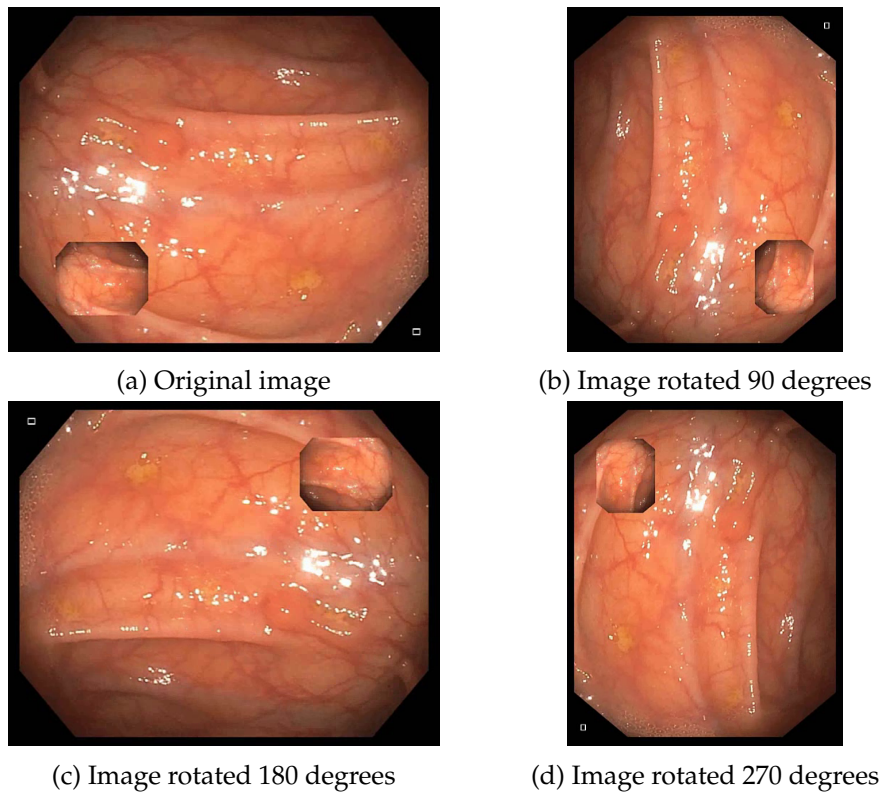 (a) Original image
(b) Image rotated 90 degrees
(c) Image rotated 180 degrees
(d) Image rotated 270 degrees